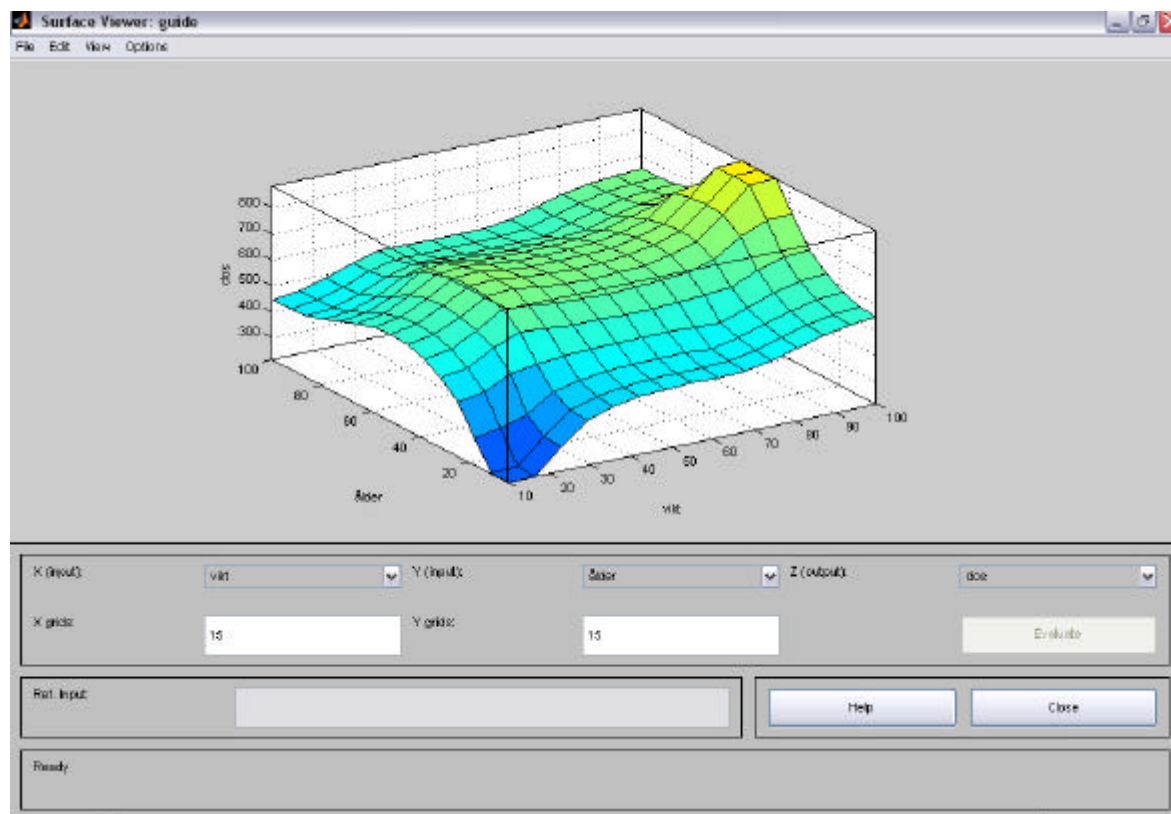 Surface Viewer: guide
File Edit View Options
800
700
600
500
400
300
dos
100
80
60
40
20
ålder
10
20
30
40
50
60
70
80
90
100
vikt
X (input): vikt Y (input): ålder Z (output): dos
X grids: 15 Y grids: 15 Evaluate
Ref. Input: Help Close
Ready